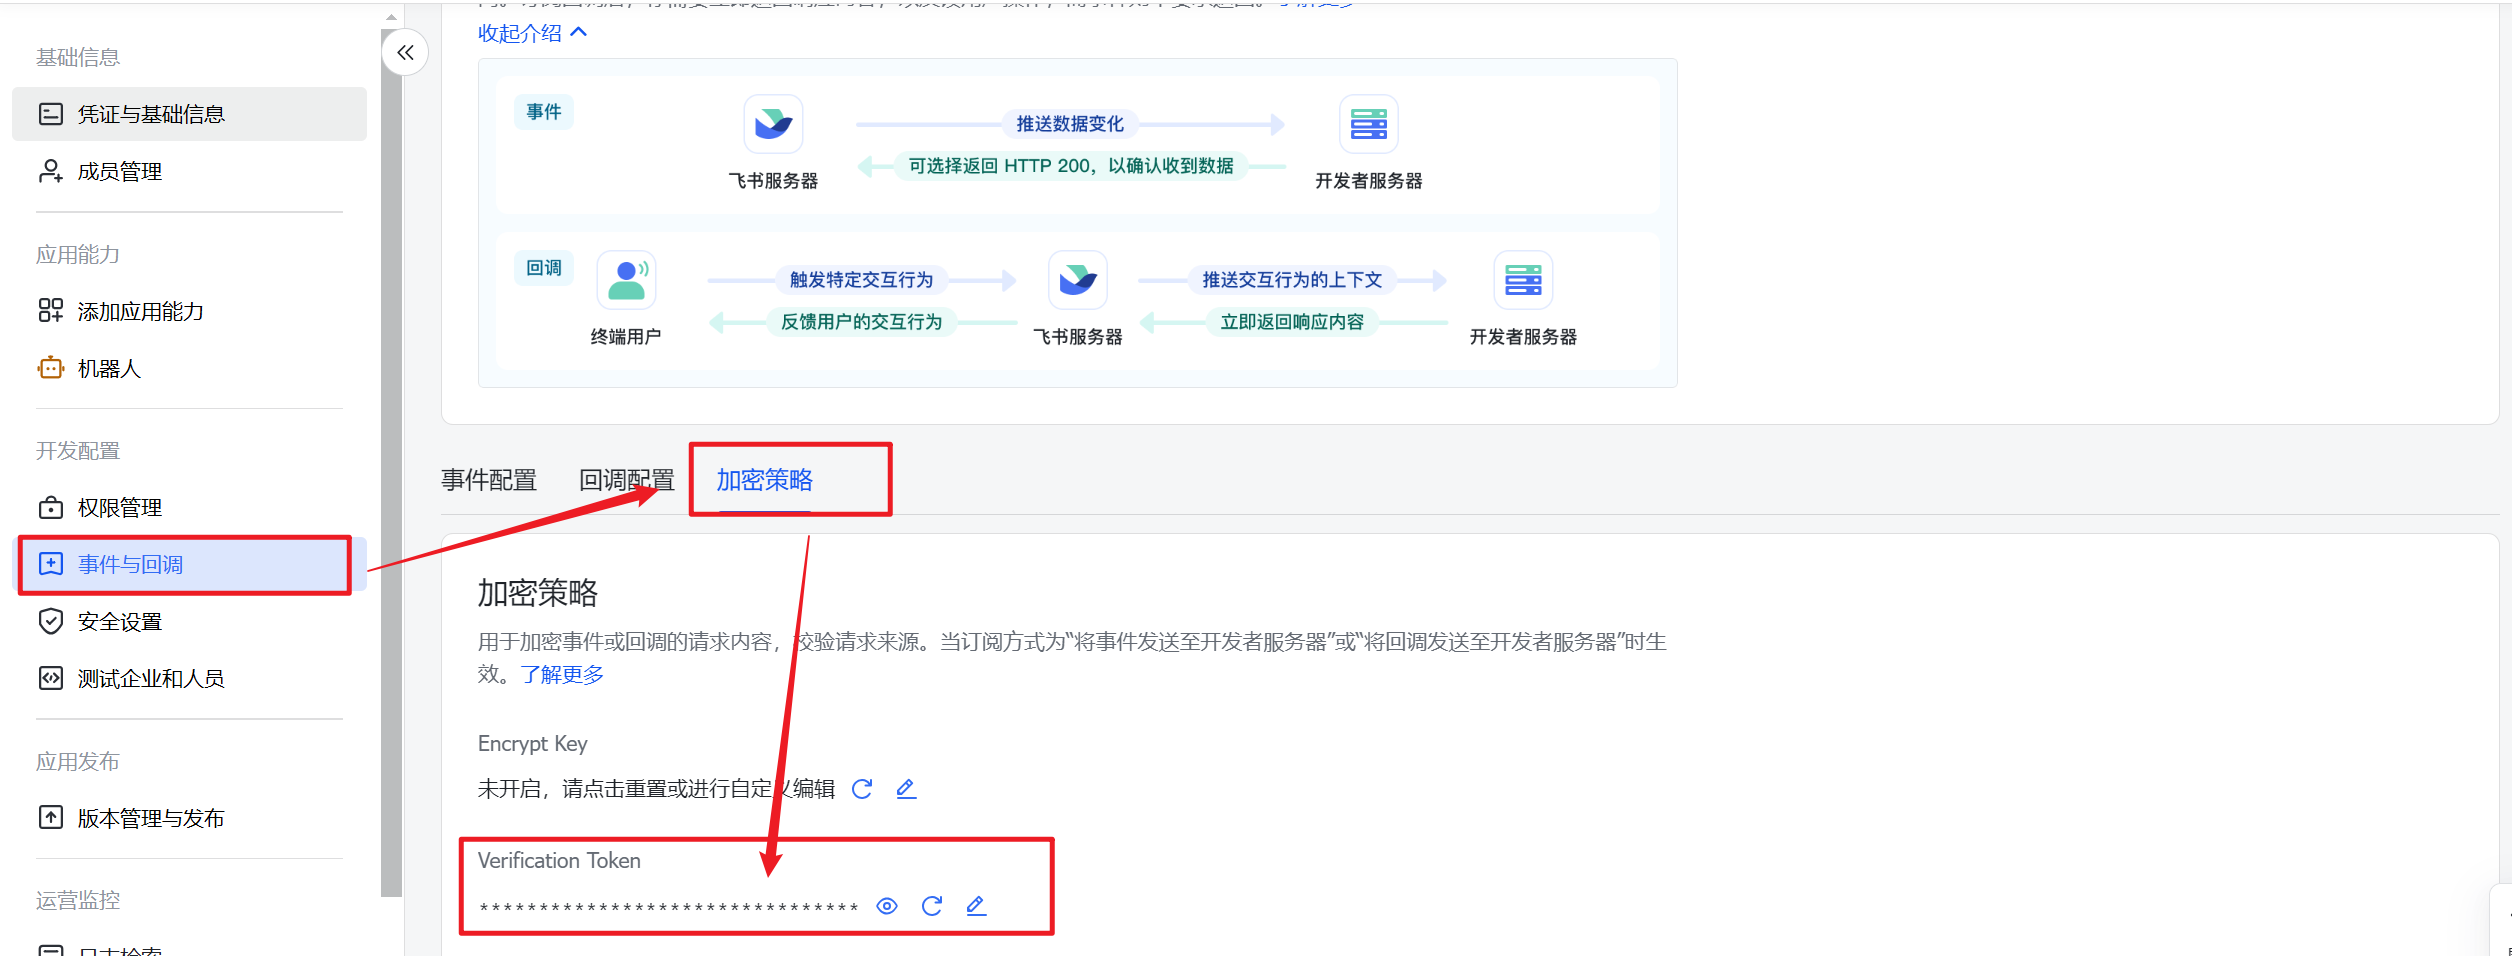 基础信息
凭证与基础信息
成员管理
应用能力
添加应用能力
机器人
开发配置
权限管理
事件与回调
安全设置
测试企业和人员
应用发布
版本管理与发布
运营监控
日志检索
收起介绍
事件
飞书服务器
推送数据变化
可选择返回 HTTP 200，以确认收到数据
开发者服务器
回调
终端用户
触发特定交互行为
反馈用户的交互行为
飞书服务器
推送交互行为的上下文
立即返回响应内容
开发者服务器
事件配置
回调配置
加密策略
加密策略
用于加密事件或回调的请求内容，校验请求来源。当订阅方式为“将事件发送至开发者服务器”或“将回调发送至开发者服务器”时生
效。了解更多
Encrypt Key
未开启，请点击重置或进行自定义编辑
Verification Token
********************************